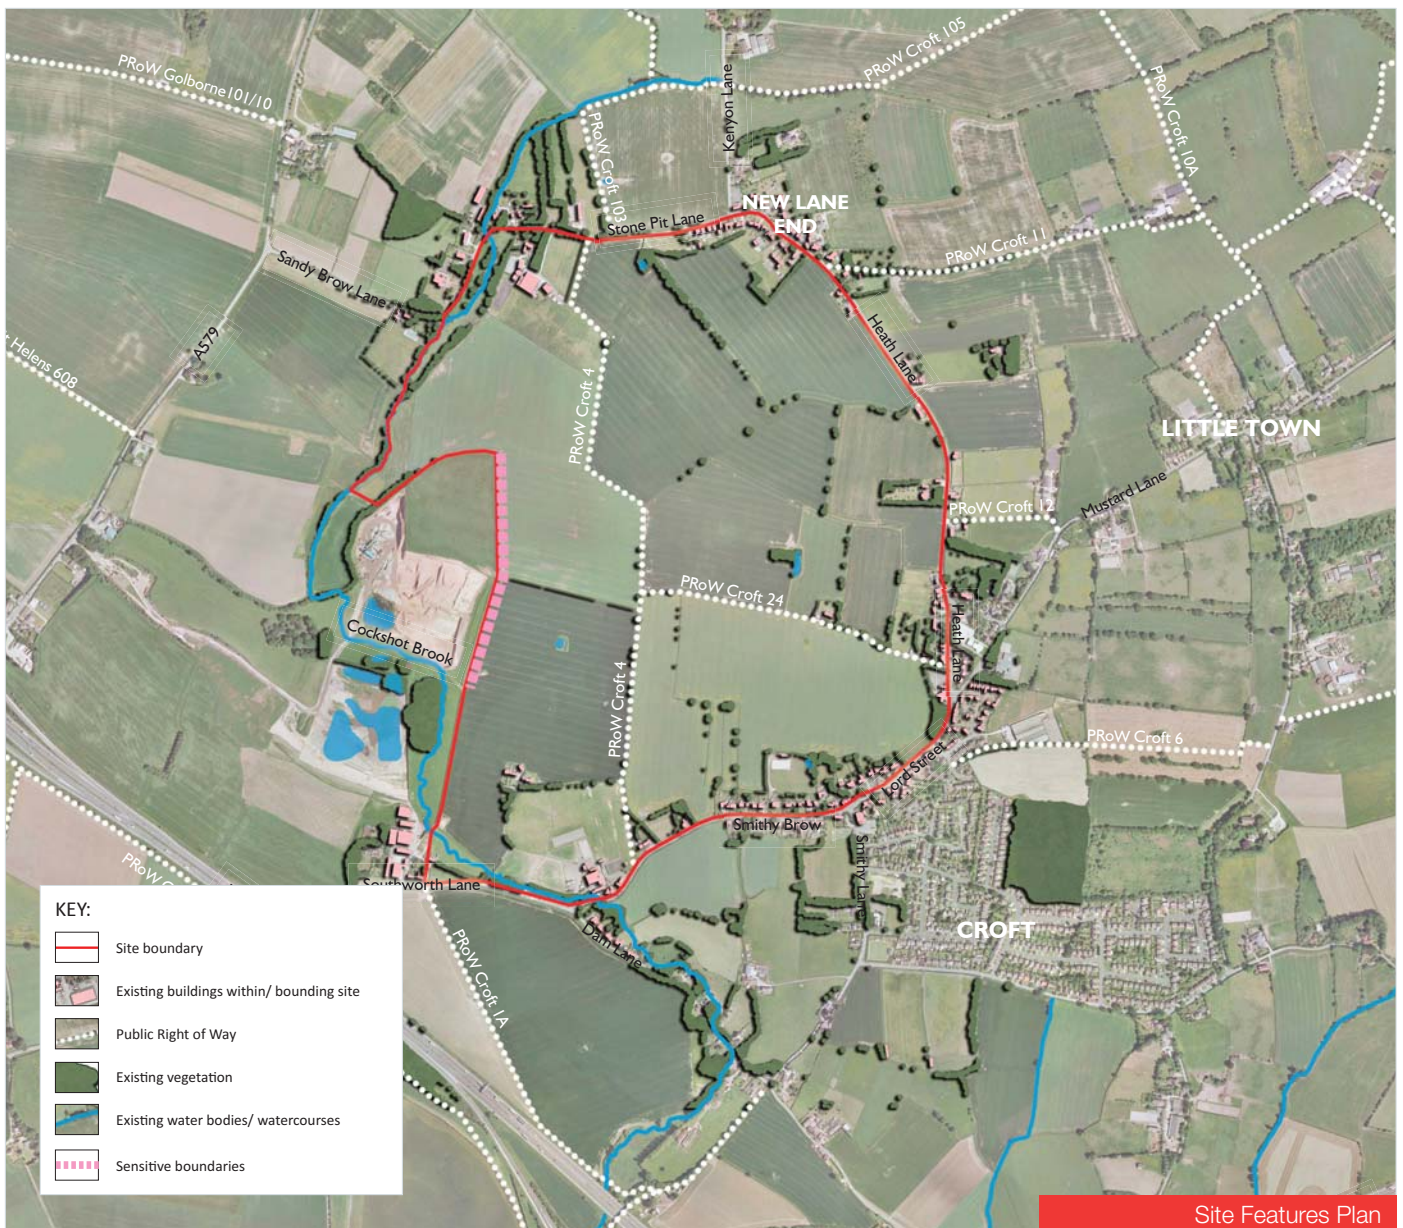 PRoW Croft 105
PRoW Golborne101/10
Kenyon Lane
PRoW Croft 10A
PRoW Croft 103
NEW LANE
END
Stone Pit Lane
PRoW Croft 11
Sandy Brow Lane
A579
Heath Lane
Helens 608
PRoW Croft 4
LITTLE TOWN
Mustard Lane
PRoW Croft 12
PRoW Croft 24
Cockshot Brook
Heath Lane
PRoW Croft 4
PRoW Croft 6
Lord Street
Smithy Brow
Smithy Lane
PRoW
Southworth Lane
CROFT
Dam Lane
PRoW Croft 1A
KEY:
Site boundary
Existing buildings within/ bounding site
Public Right of Way
Existing vegetation
Existing water bodies/ watercourses
Sensitive boundaries
Site Features Plan